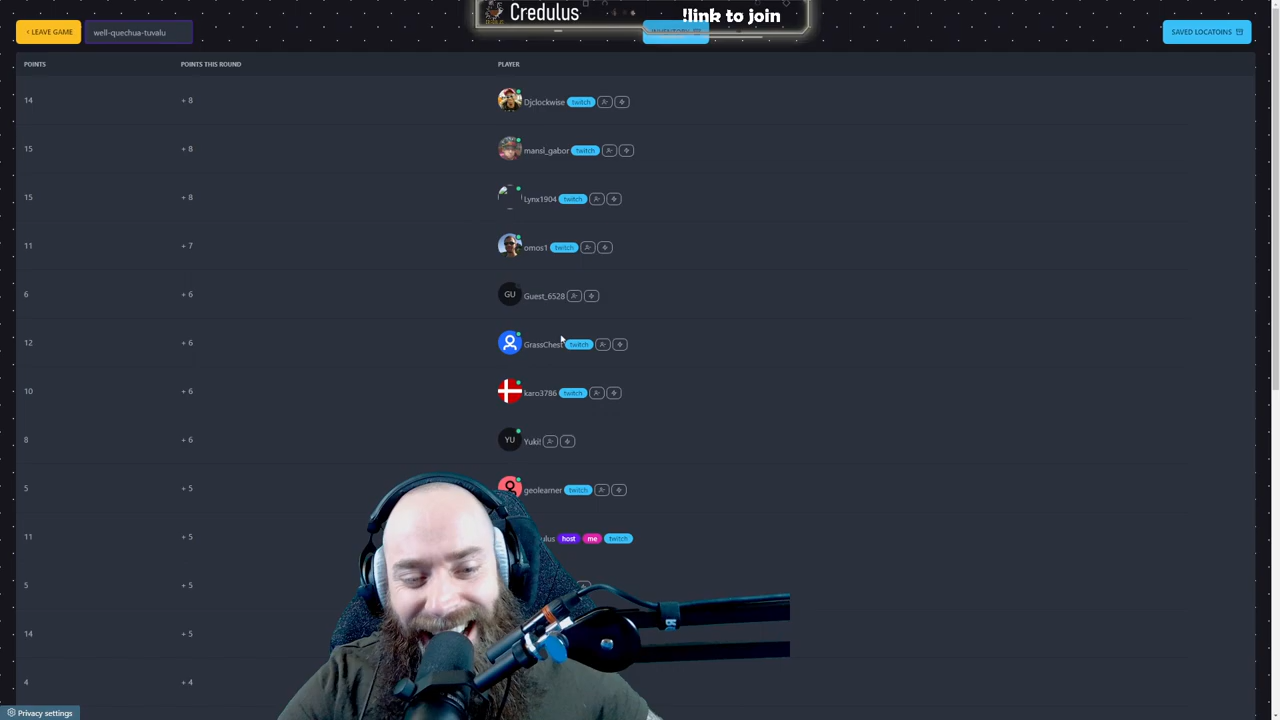 Credulus
!link to join
‹ LEAVE GAME
well-quechua-tuvalu
SAVED LOCATOINS
POINTS POINTS THIS ROUND PLAYER
14 + 8 Djclockwise twitch
15 + 8 mansi_gabor twitch
15 + 8 Lynx1904 twitch
11 + 7 omos1 twitch
6 + 6 GU Guest_6528
12 + 6 GrassChest twitch
10 + 6 karo3786 twitch
8 + 6 YU Yuki!
5 + 5 geolearner twitch
11 + 5 host me twitch
5 + 5
14 + 5
4 + 4
Privacy settings